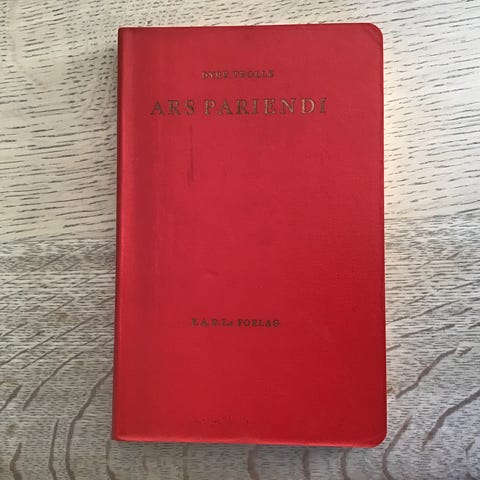 DYRE TROLLE
ARS PARIENDI
F.A.D.L.s FORLAG